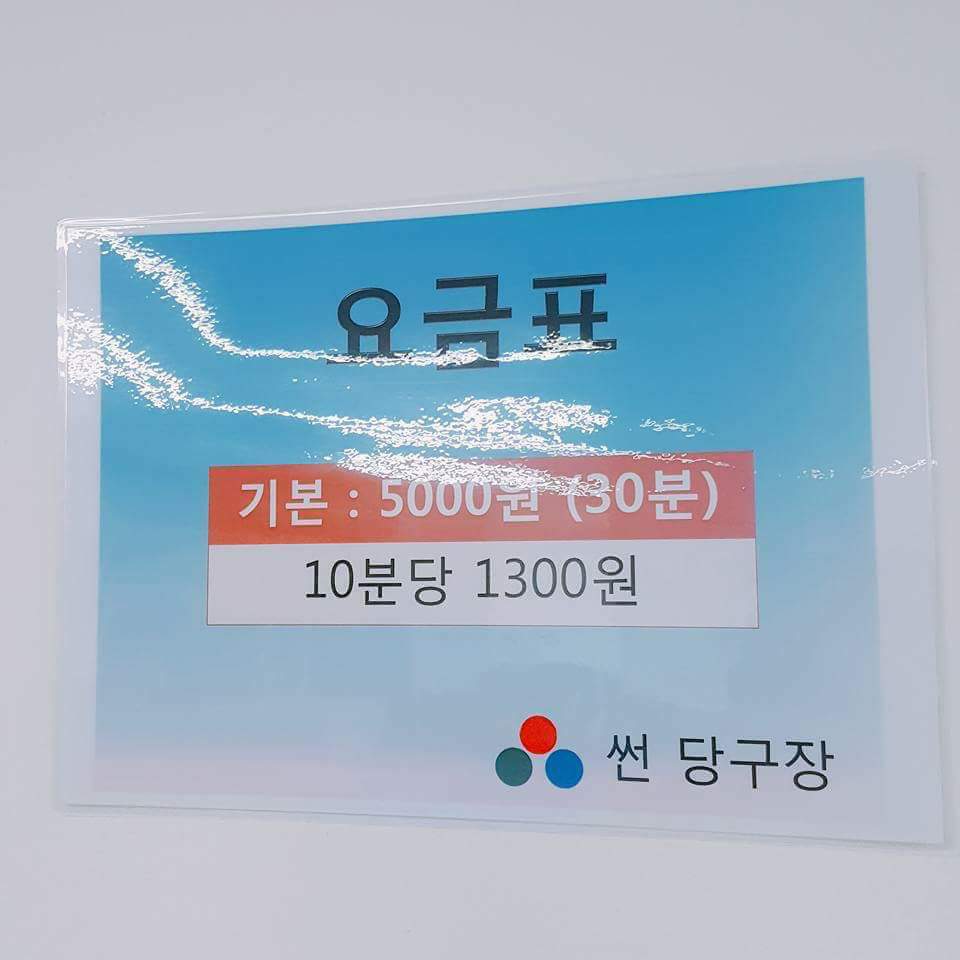 요금표
기본 : 5000원 (30분)
10분당 1300원
썬 당구장